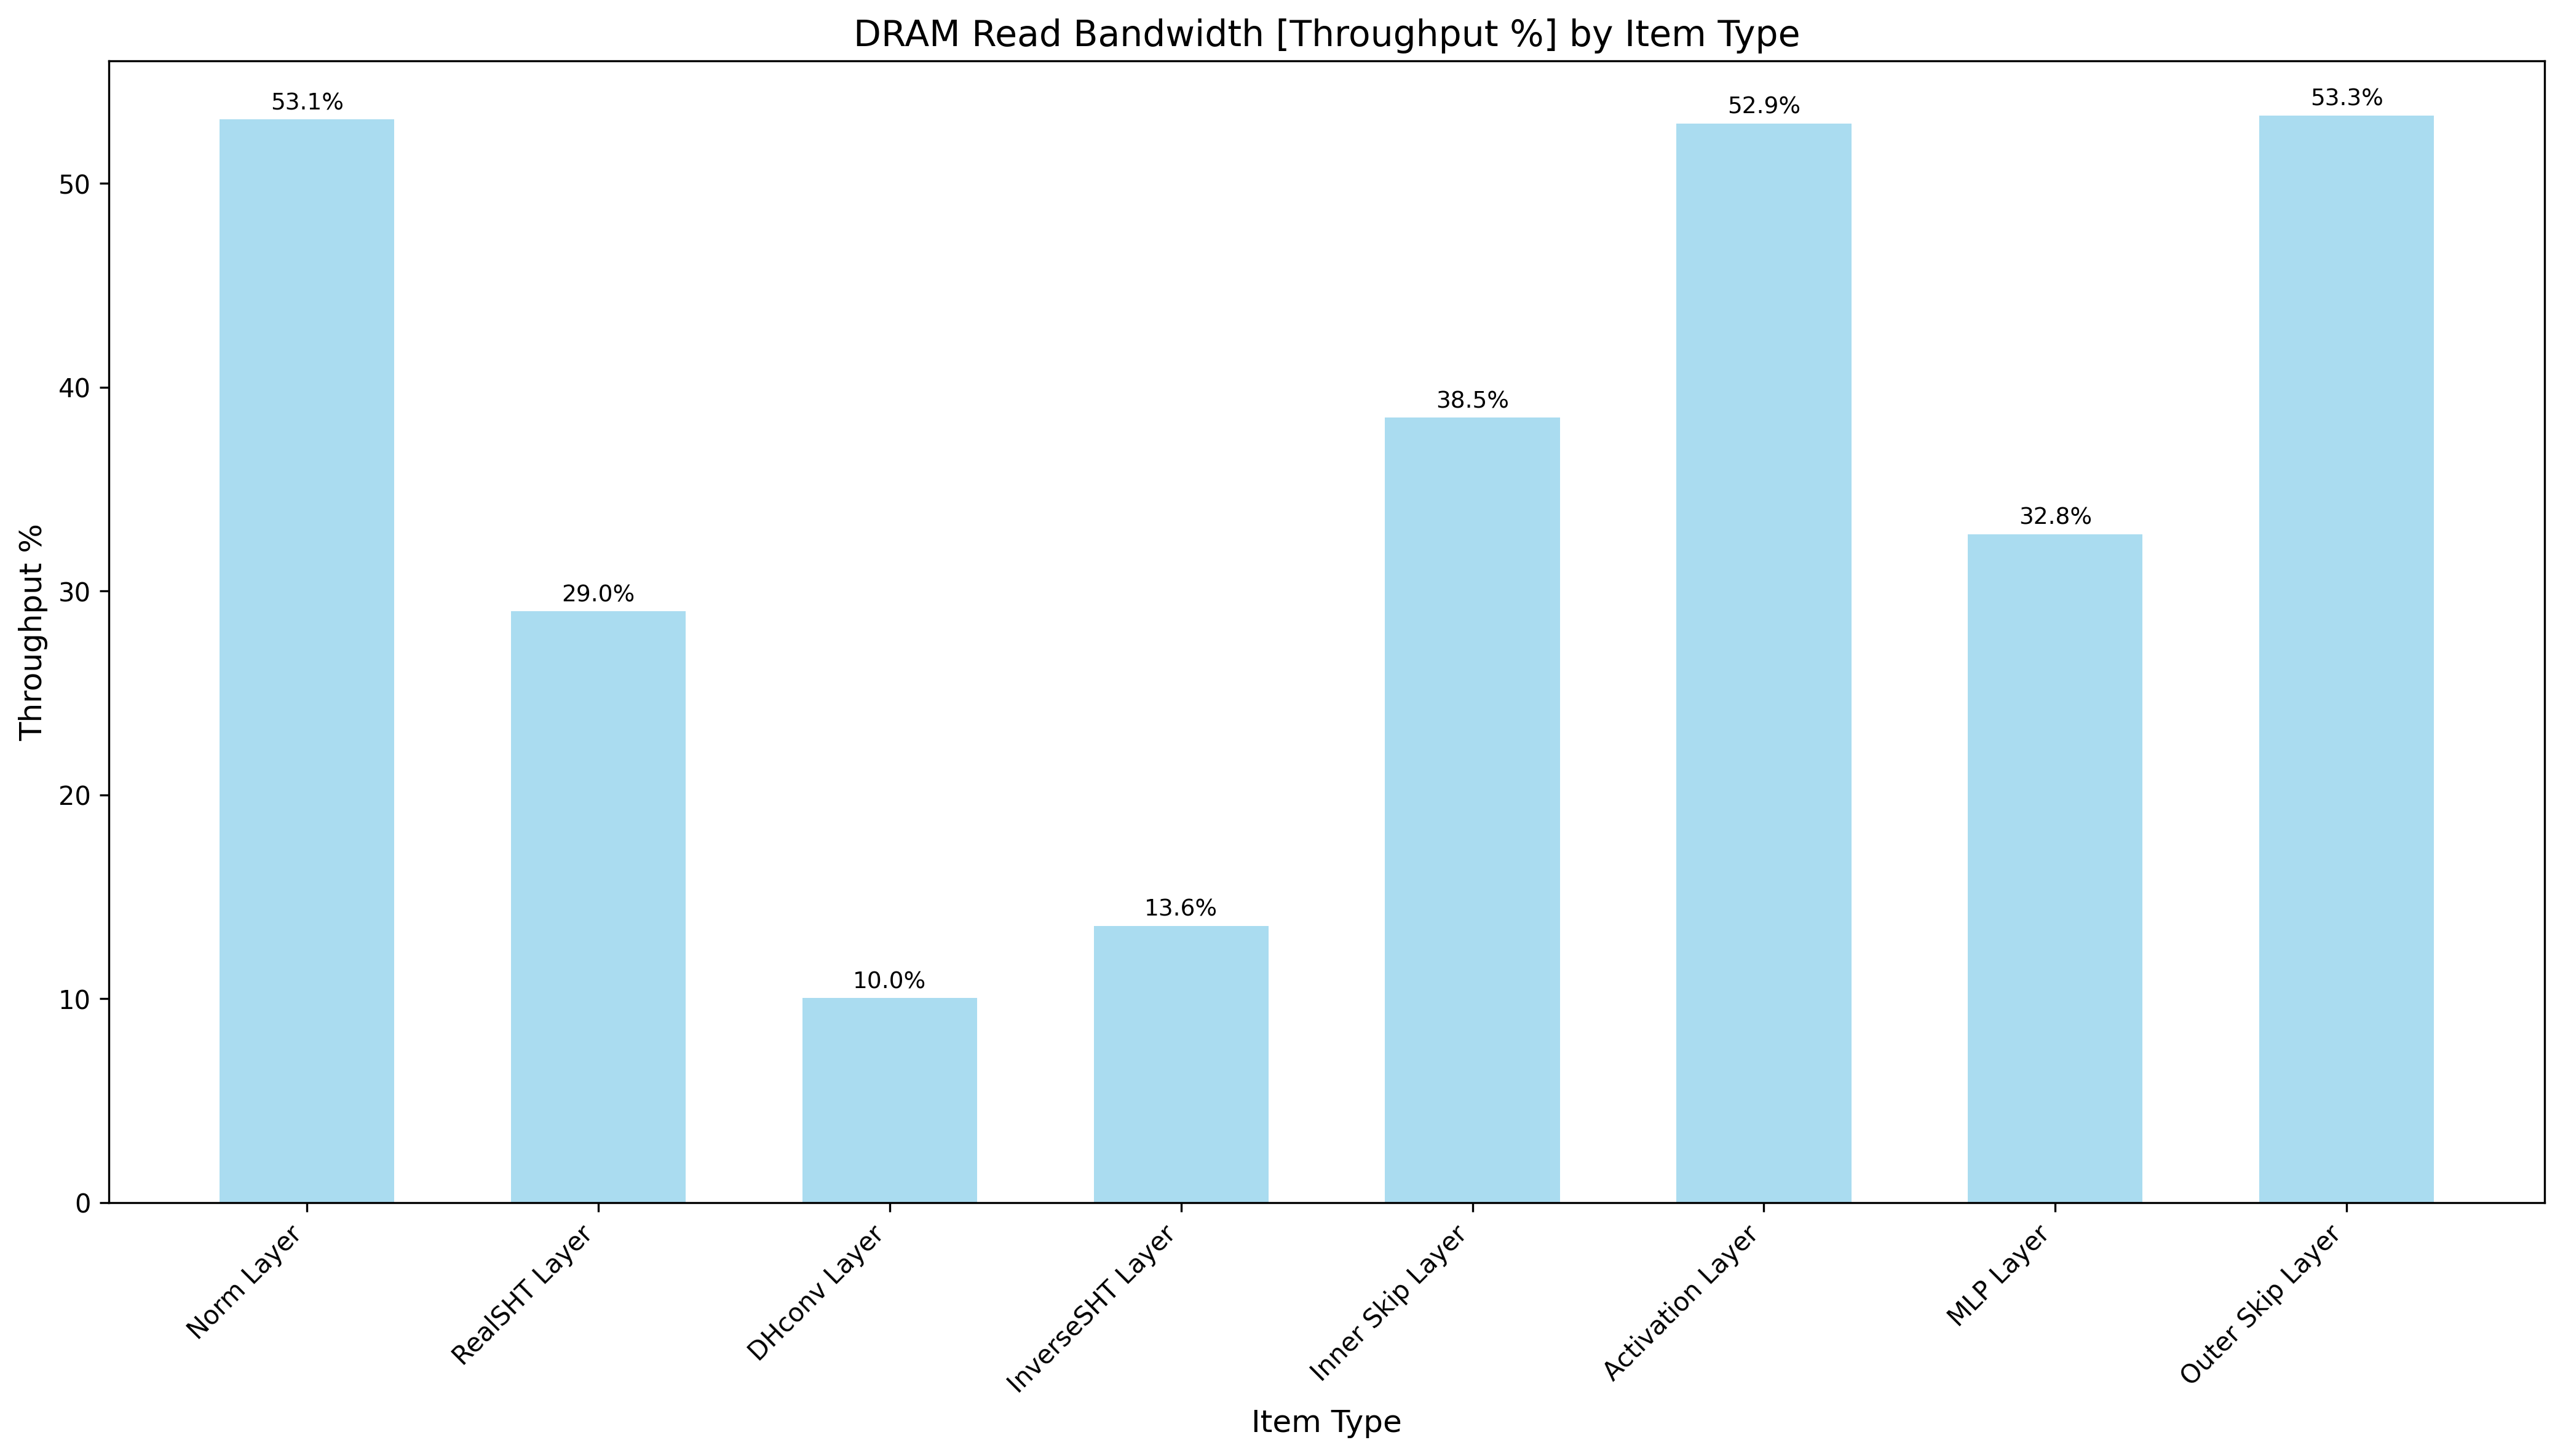 DRAM Read Bandwidth [Throughput %] by Item Type
53.1%
29.0%
10.0%
13.6%
38.5%
52.9%
32.8%
53.3%
Throughput %
50
40
30
20
10
0
Norm Layer
RealSHT Layer
DHconv Layer
InverseSHT Layer
Inner Skip Layer
Activation Layer
MLP Layer
Outer Skip Layer
Item Type